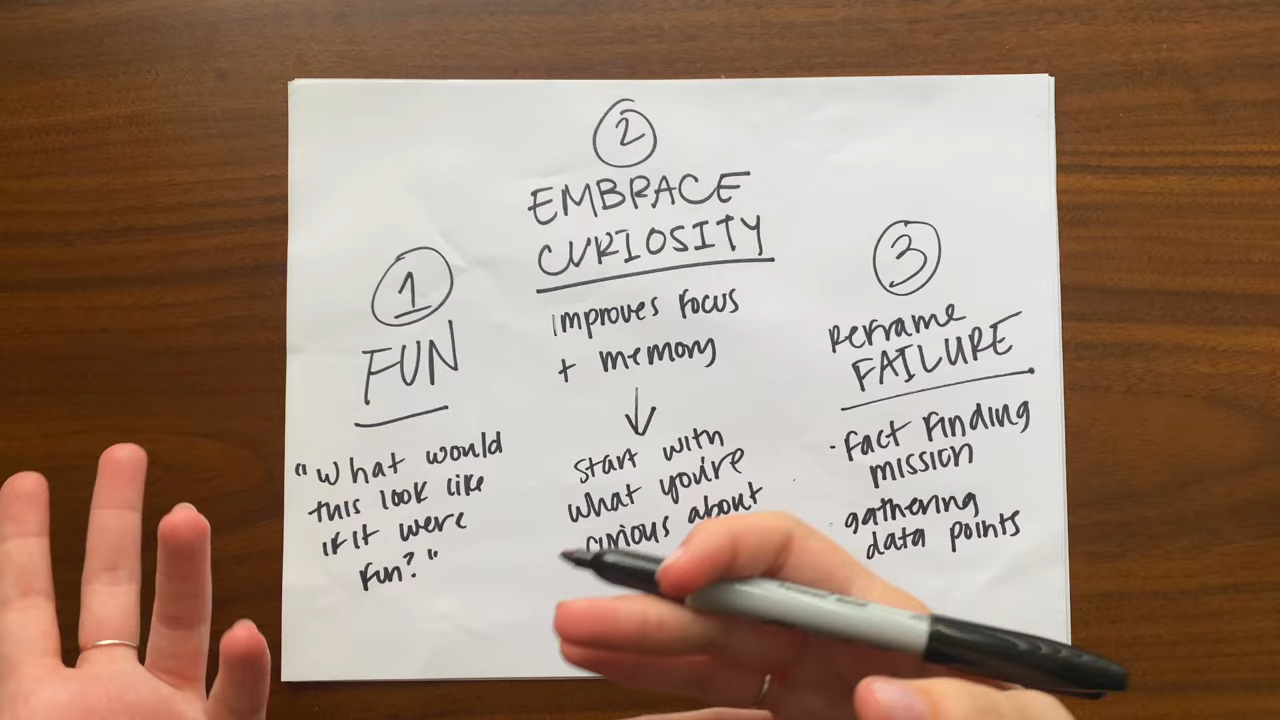 1
FUN
"What would
this look like
if it were
fun?"
2
EMBRACE
CURIOSITY
improves focus
+ memory
↓
start with
what you're
curious about
3
reframe
FAILURE
· fact finding
mission
· gathering
data points